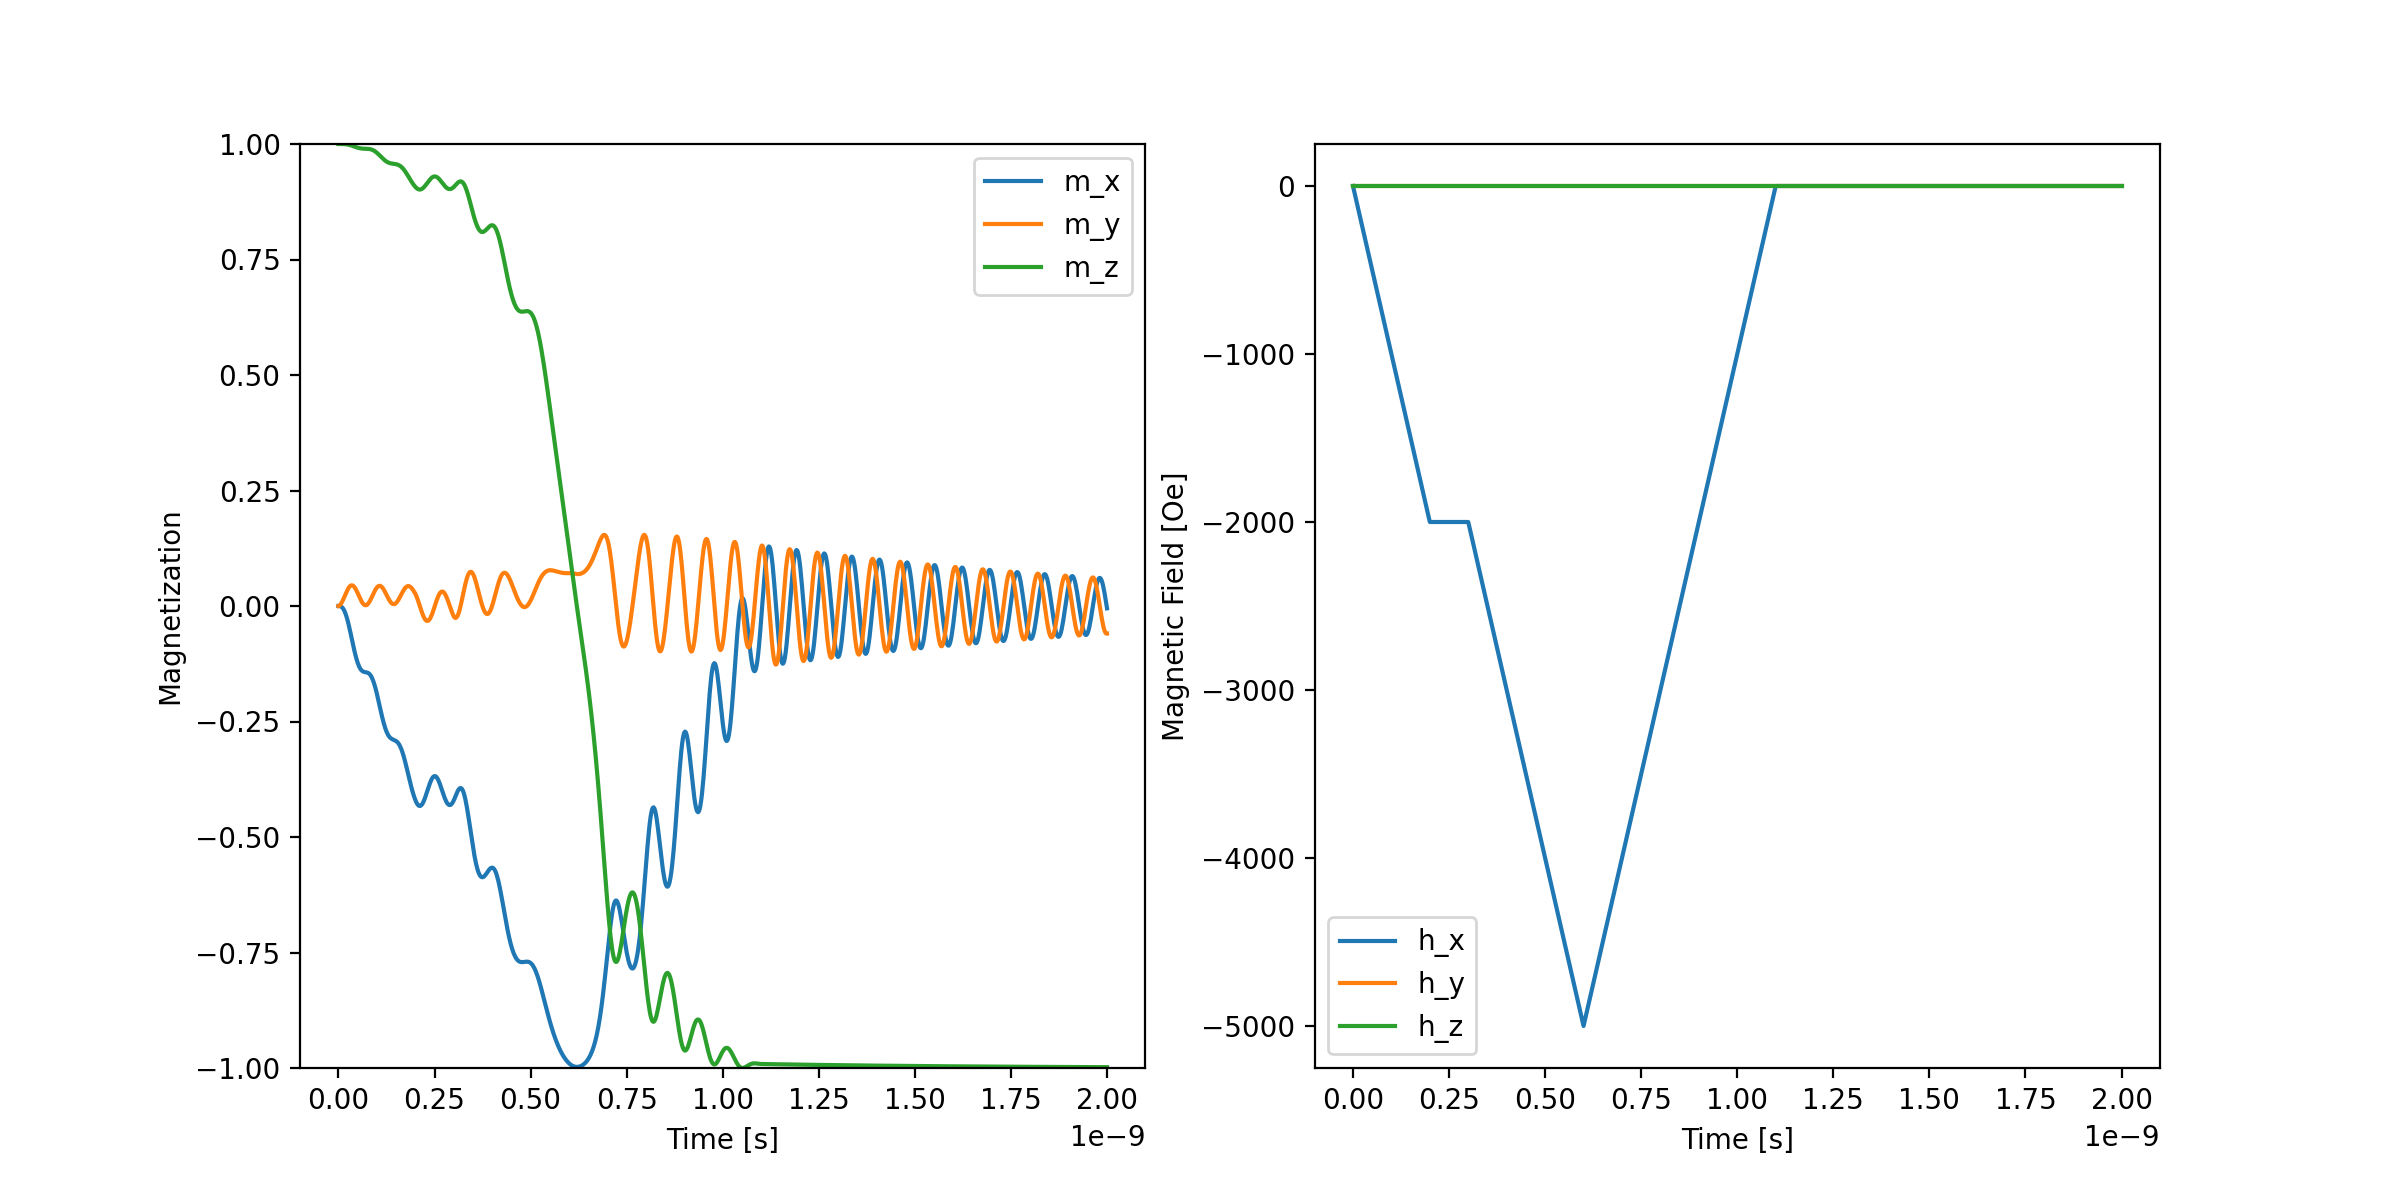 1.00
0.75
0.50
0.25
0.00
−0.25
−0.50
−0.75
−1.00
Magnetization
m_x
m_y
m_z
0.00 0.25 0.50 0.75 1.00 1.25 1.50 1.75 2.00
Time [s]
1e−9
0
−1000
−2000
−3000
−4000
−5000
Magnetic Field [Oe]
h_x
h_y
h_z
0.00 0.25 0.50 0.75 1.00 1.25 1.50 1.75 2.00
Time [s]
1e−9